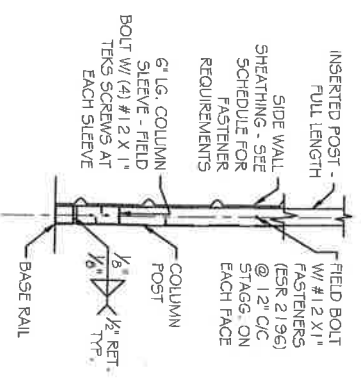 INSERTED POST -
FULL LENGTH
SIDE WALL
SHEATHING - SEE
SCHEDULE FOR
FASTENER
REQUIREMENTS
6" LG. COLUMN
SLEEVE - FIELD
BOLT W/ (4) #12 X 1"
TEKS SCREWS AT
EACH SLEEVE
FIELD BOLT
W/ #12 X 1"
FASTENERS
(ESR 2196)
@ 12" C/C
STAGG. ON
EACH FACE
COLUMN
POST
1/8"
1/8"
1/2" RET.
TYP.
BASE RAIL